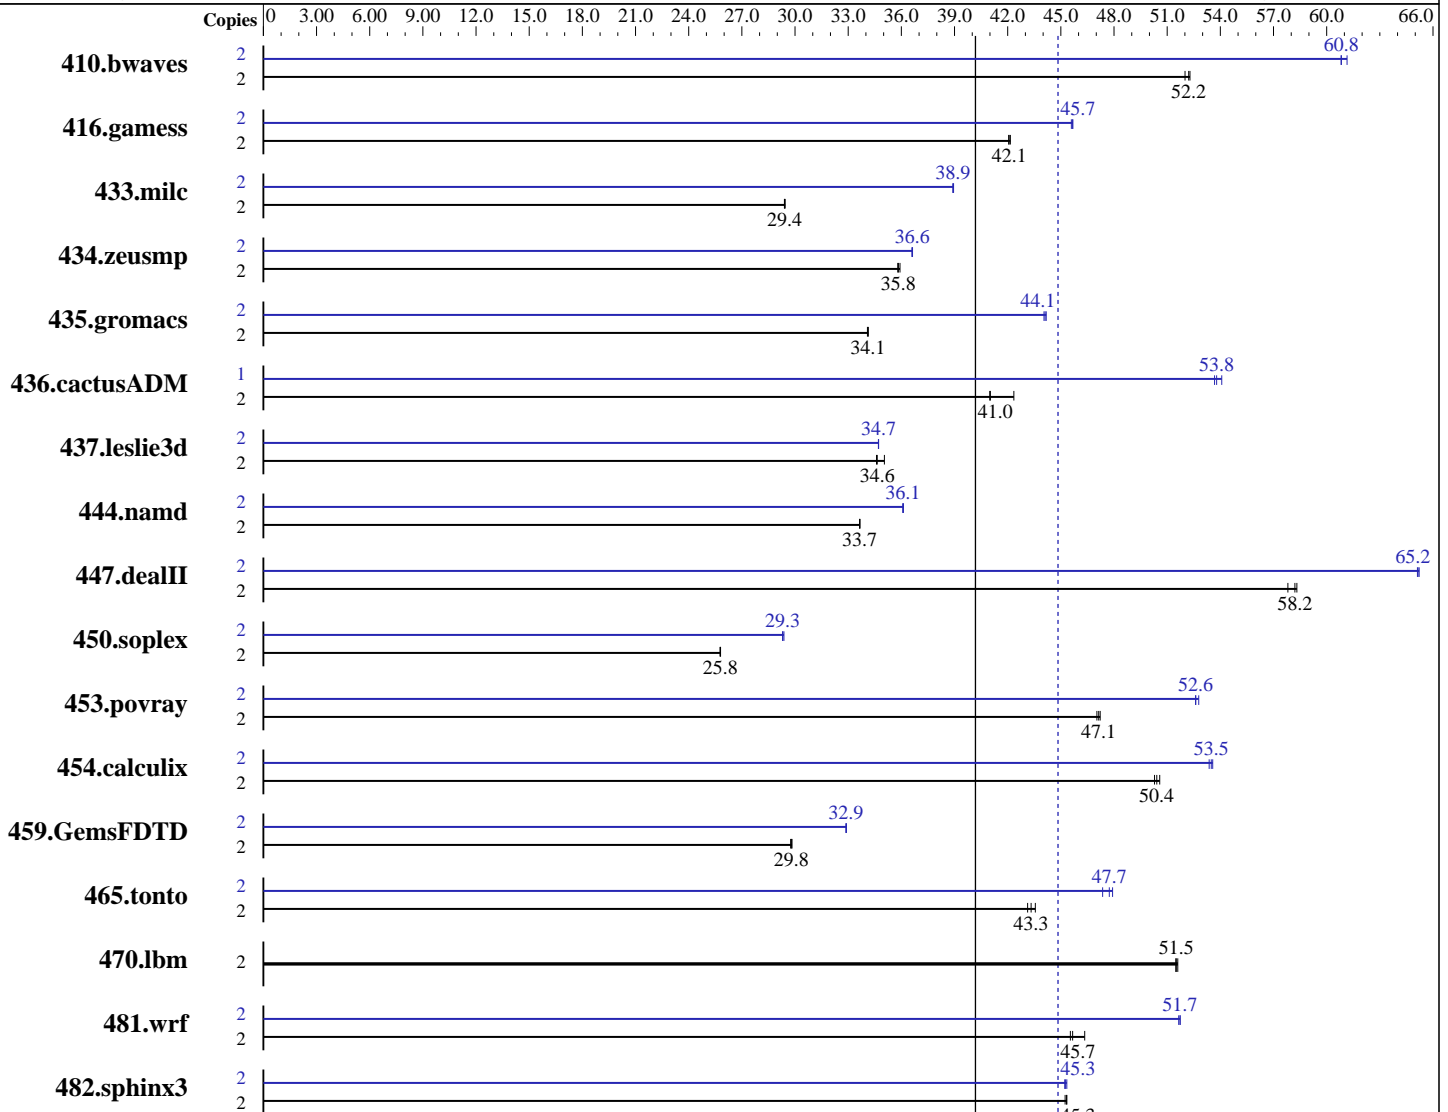 Copies 0 3.00 6.00 9.00 12.0 15.0 18.0 21.0 24.0 27.0 30.0 33.0 36.0 39.0 42.0 45.0 48.0 51.0 54.0 57.0 60.0 66.0
410.bwaves 2 60.8
2 52.2
416.gamess 2 45.7
2 42.1
433.milc 2 38.9
2 29.4
434.zeusmp 2 36.6
2 35.8
435.gromacs 2 44.1
2 34.1
436.cactusADM 1 53.8
2 41.0
437.leslie3d 2 34.7
2 34.6
444.namd 2 36.1
2 33.7
447.dealII 2 65.2
2 58.2
450.soplex 2 29.3
2 25.8
453.povray 2 52.6
2 47.1
454.calculix 2 53.5
2 50.4
459.GemsFDTD 2 32.9
2 29.8
465.tonto 2 47.7
2 43.3
470.lbm 2 51.5
481.wrf 2 51.7
2 45.7
482.sphinx3 2 45.3
2